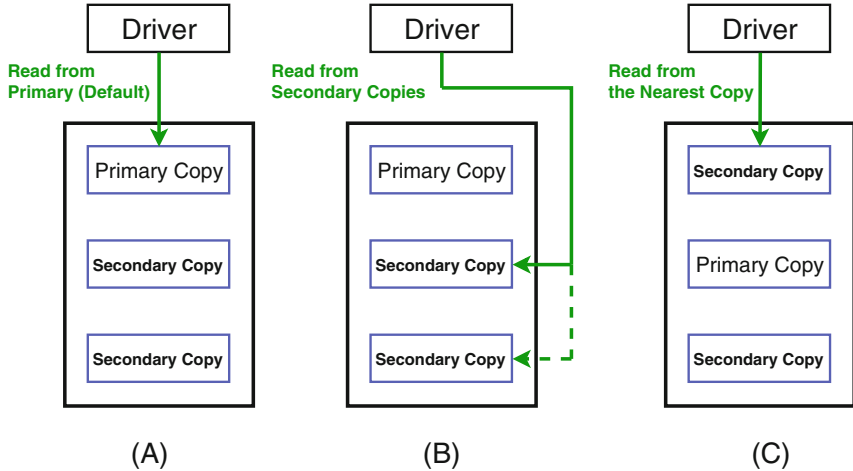 Driver
Read from
Primary (Default)
Primary Copy
Secondary Copy
Secondary Copy
(A)
Driver
Read from
Secondary Copies
Primary Copy
Secondary Copy
Secondary Copy
(B)
Driver
Read from
the Nearest Copy
Secondary Copy
Primary Copy
Secondary Copy
(C)